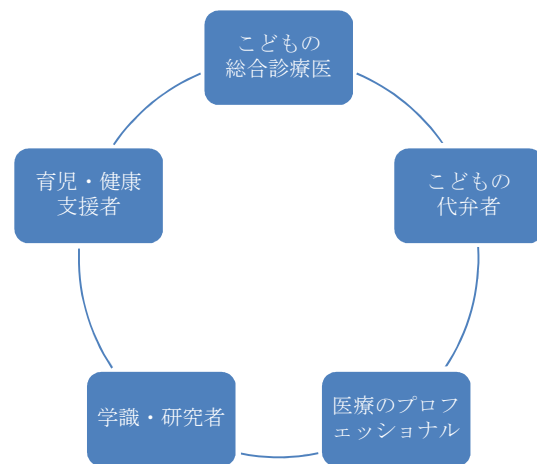 こどもの
総合診療医
育児・健康
支援者
こどもの
代弁者
学識・研究者
医療のプロフ
ェッショナル